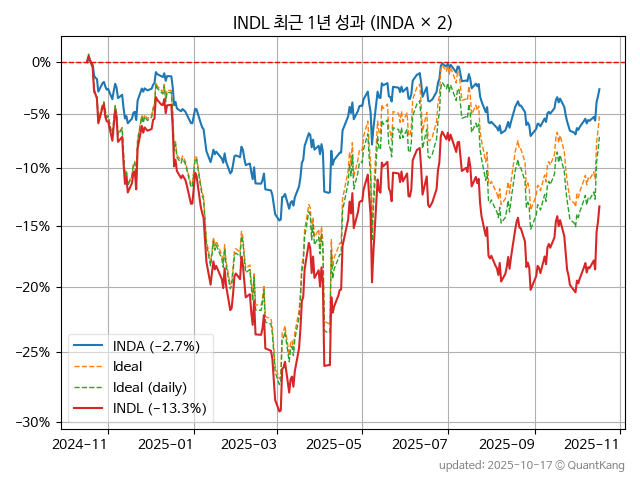 INDL 최근 1년 성과 (INDA × 2)
0%
−5%
−10%
−15%
−20%
−25%
−30%
INDA (−2.7%)
Ideal
Ideal (daily)
INDL (−13.3%)
2024−11
2025−01
2025−03
2025−05
2025−07
2025−09
2025−11
updated: 2025-10-17 © QuantKang